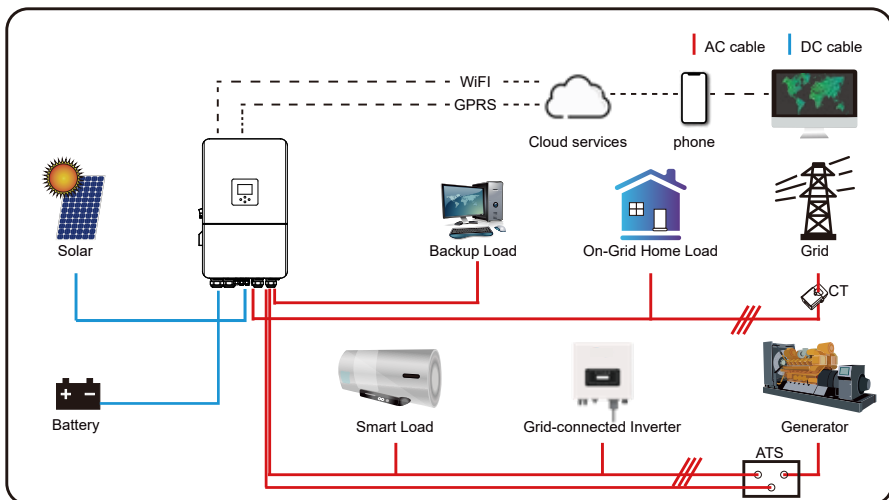 AC cable
DC cable
WiFI
GPRS
Cloud services
phone
Solar
Backup Load
On-Grid Home Load
Grid
CT
Battery
Smart Load
Grid-connected Inverter
Generator
ATS